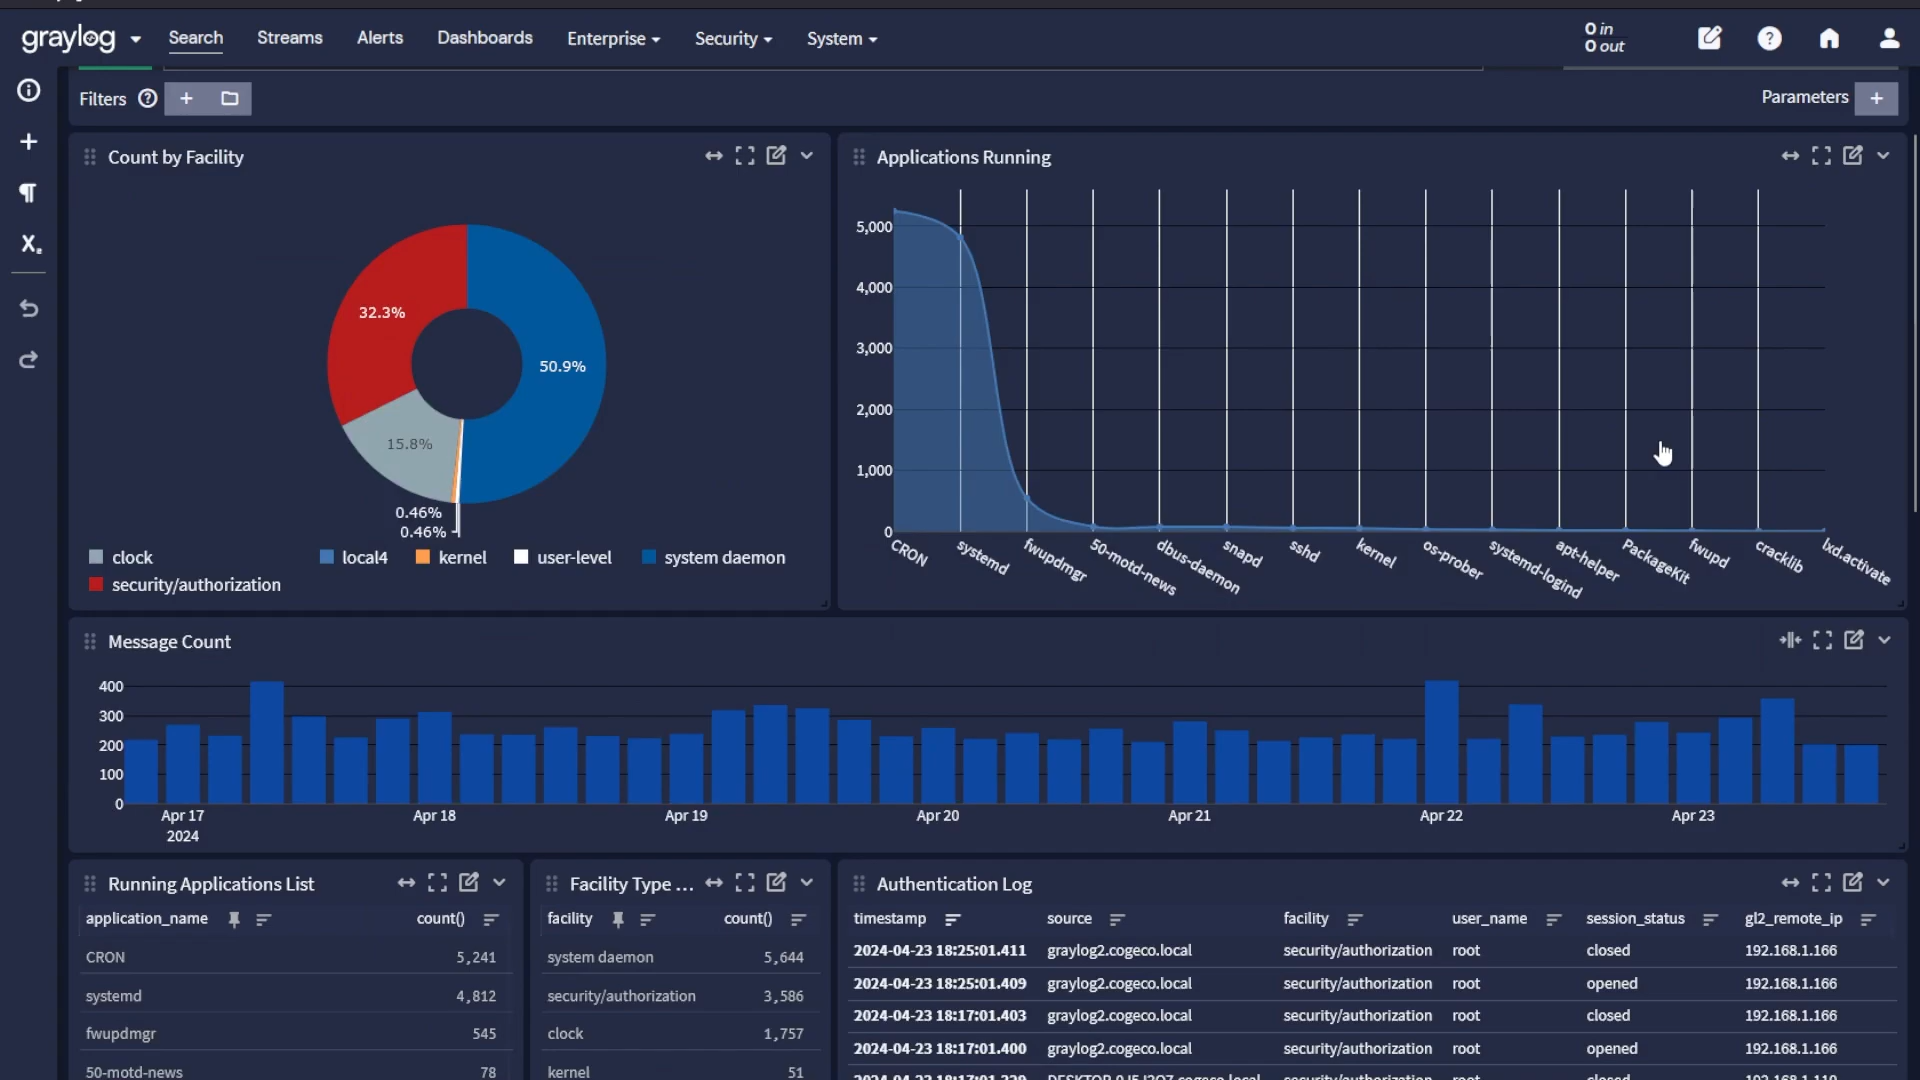 graylog
Search
Streams
Alerts
Dashboards
Enterprise
Security
System
0 in
0 out
Filters
Parameters
Count by Facility
32.3%
50.9%
15.8%
0.46%
0.46%
clock
local4
kernel
user-level
system daemon
security/authorization
Applications Running
5,000
4,000
3,000
2,000
1,000
0
CRON
systemd
fwupdmgr
50-motd-news
dbus-daemon
snapd
sshd
kernel
os-prober
systemd-logind
apt-helper
PackageKit
fwupd
cracklib
lxd.activate
Message Count
400
300
200
100
0
Apr 17
2024
Apr 18
Apr 19
Apr 20
Apr 21
Apr 22
Apr 23
Running Applications List
application_name count()
CRON 5,241
systemd 4,812
fwupdmgr 545
50-motd-news 78
Facility Type ...
facility count()
system daemon 5,644
security/authorization 3,586
clock 1,757
kernel 51
Authentication Log
timestamp source facility user_name session_status gl2_remote_ip
2024-04-23 18:25:01.411 graylog2.cogeco.local security/authorization root closed 192.168.1.166
2024-04-23 18:25:01.409 graylog2.cogeco.local security/authorization root opened 192.168.1.166
2024-04-23 18:17:01.403 graylog2.cogeco.local security/authorization root closed 192.168.1.166
2024-04-23 18:17:01.400 graylog2.cogeco.local security/authorization root opened 192.168.1.166